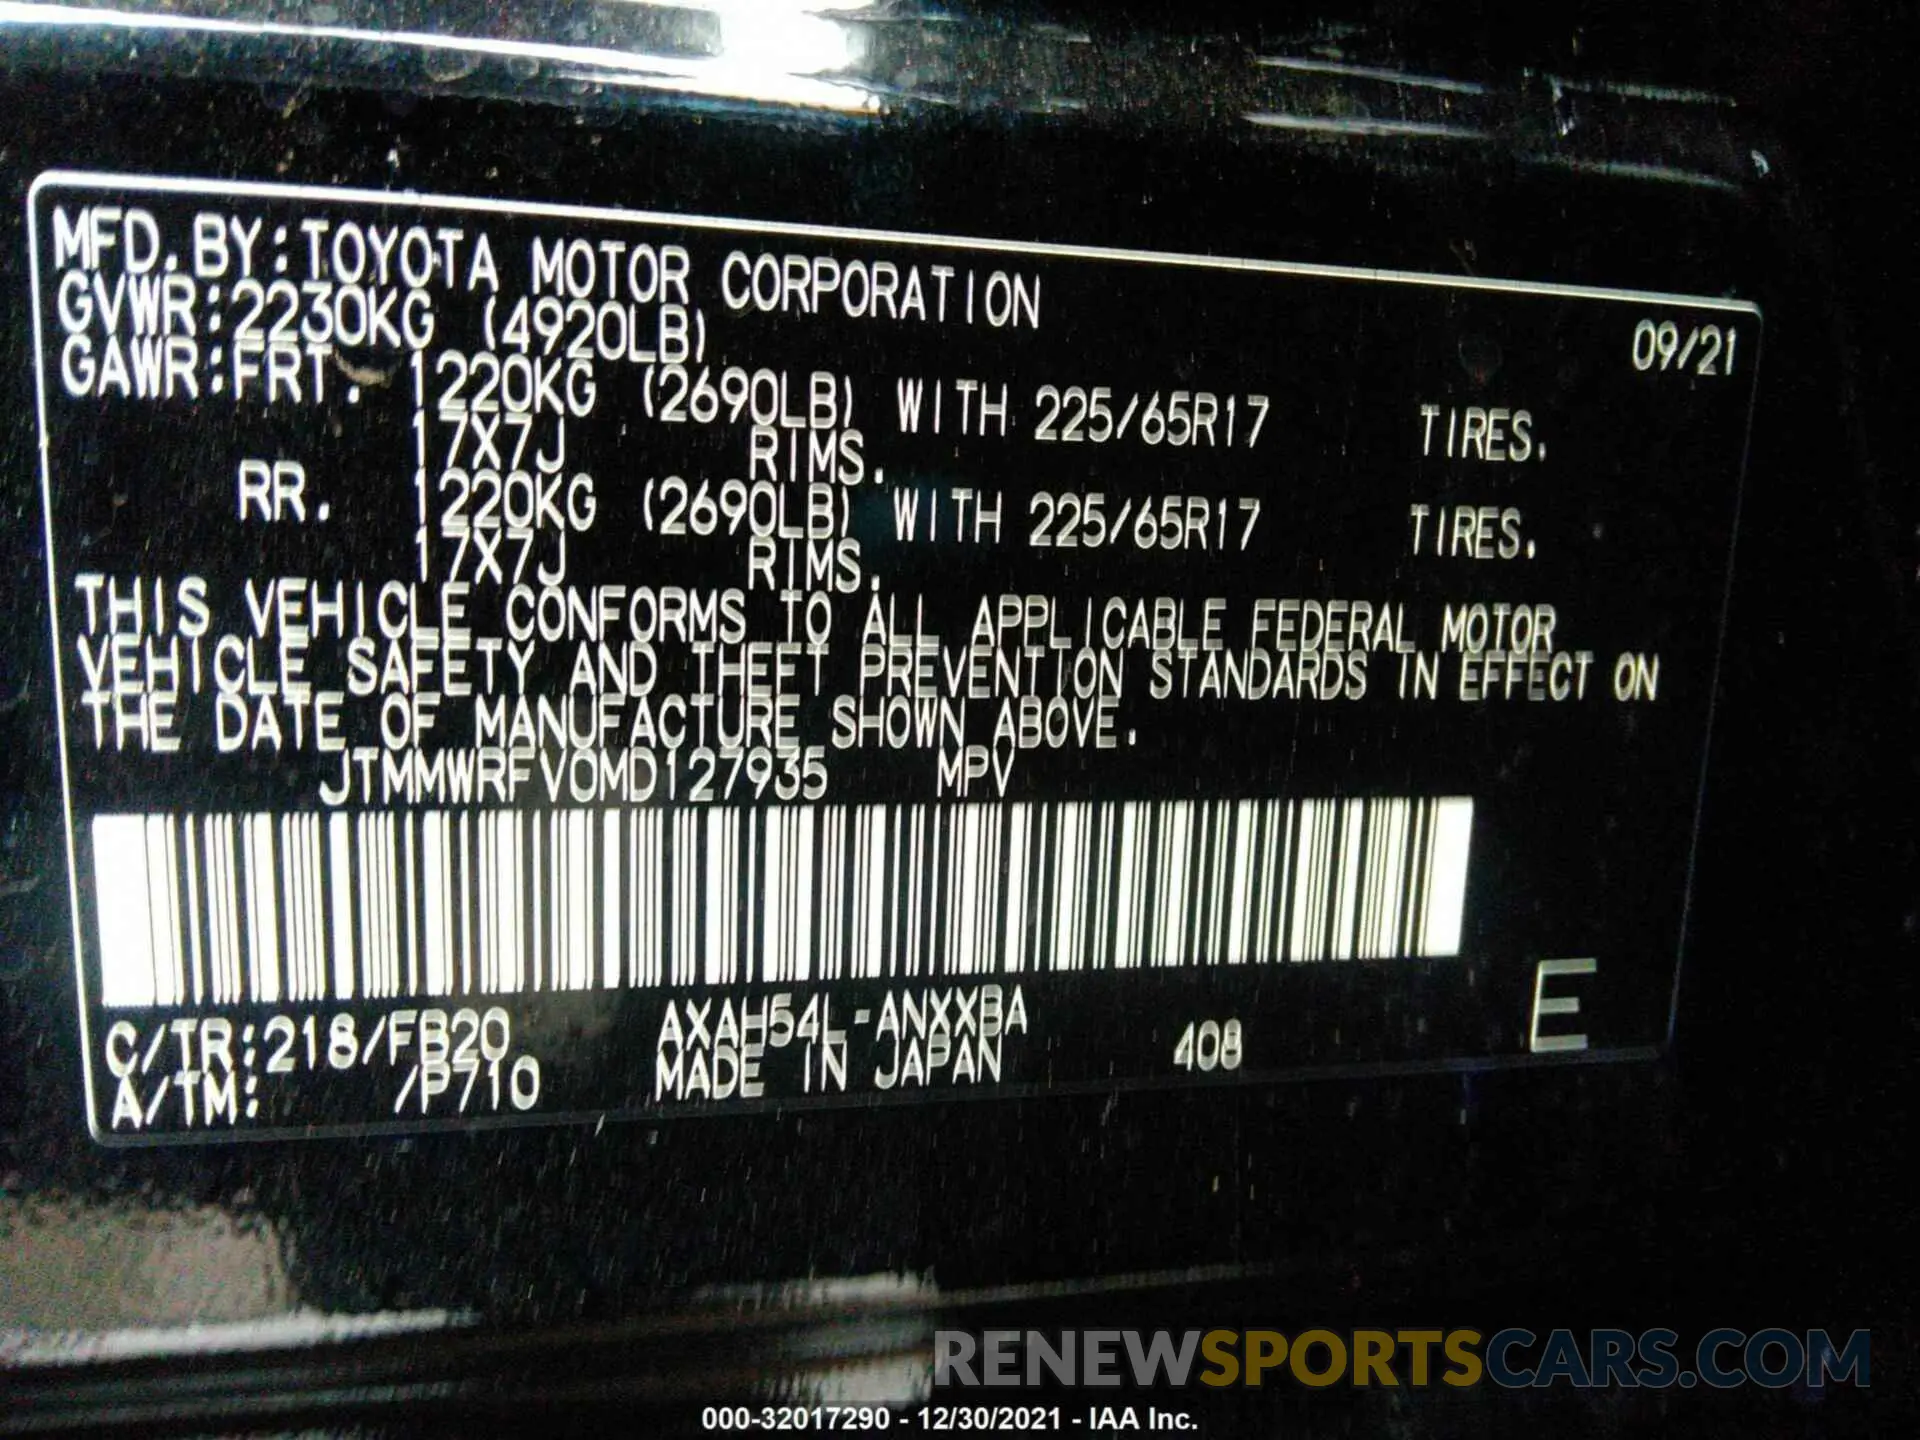 MFD.BY:TOYOTA MOTOR CORPORATION 09/21
GVWR:2230KG (4920LB)
GAWR:FRT. 1220KG (2690LB) WITH 225/65R17 TIRES.
17X7J RIMS.
RR. 1220KG (2690LB) WITH 225/65R17 TIRES.
17X7J RIMS.
THIS VEHICLE CONFORMS TO ALL APPLICABLE FEDERAL MOTOR
VEHICLE SAFETY AND THEFT PREVENTION STANDARDS IN EFFECT ON
THE DATE OF MANUFACTURE SHOWN ABOVE.
JTMMWRFV0MD127935 MPV
C/TR:218/FB20 AXAH54L-ANXXBA 408 E
A/TM: /P710 MADE IN JAPAN
RENEWSPORTSCARS.COM
000-32017290 - 12/30/2021 - IAA Inc.